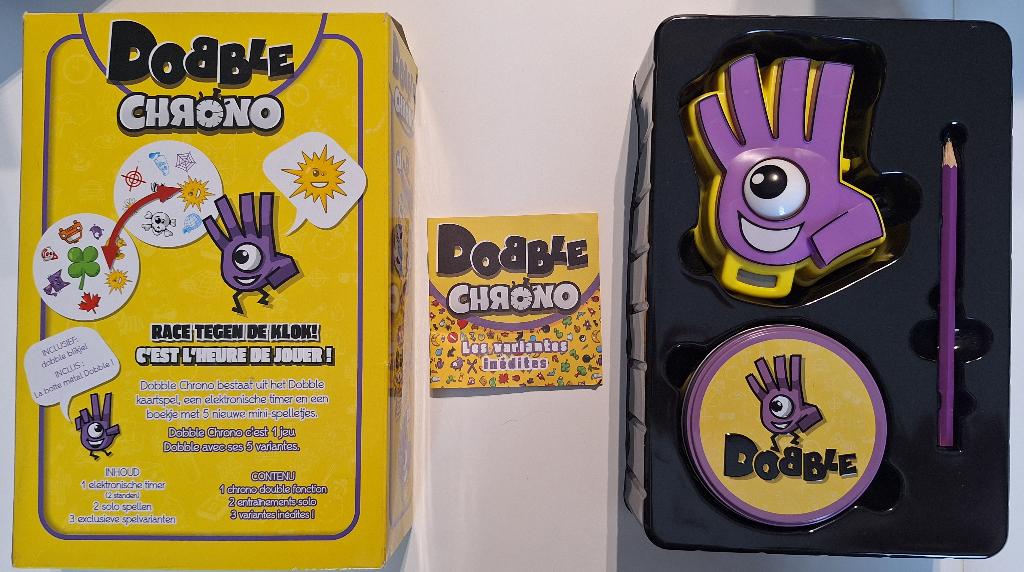 DOBBLE
CHRONO
RACE TEGEN DE KLOK!
C'EST L'HEURE DE JOUER !
INCLUSIEF:
dobble blikje!
INCLUS :
La boîte métal Dobble !
Dobble Chrono bestaat uit het Dobble
kaartspel, een elektronische timer en een
boekje met 5 nieuwe mini-spelletjes.
Dobble Chrono c'est 1 jeu
Dobble avec ses 5 variantes.
INHOUD
1 elektronische timer
(2 standen)
2 solo spellen
3 exclusieve spelvarianten
CONTENU
1 chrono double fonction
2 entraînements solo
3 variantes inédites !
DOBBLE
CHRONO
Les variantes
inédites
DOBBLE